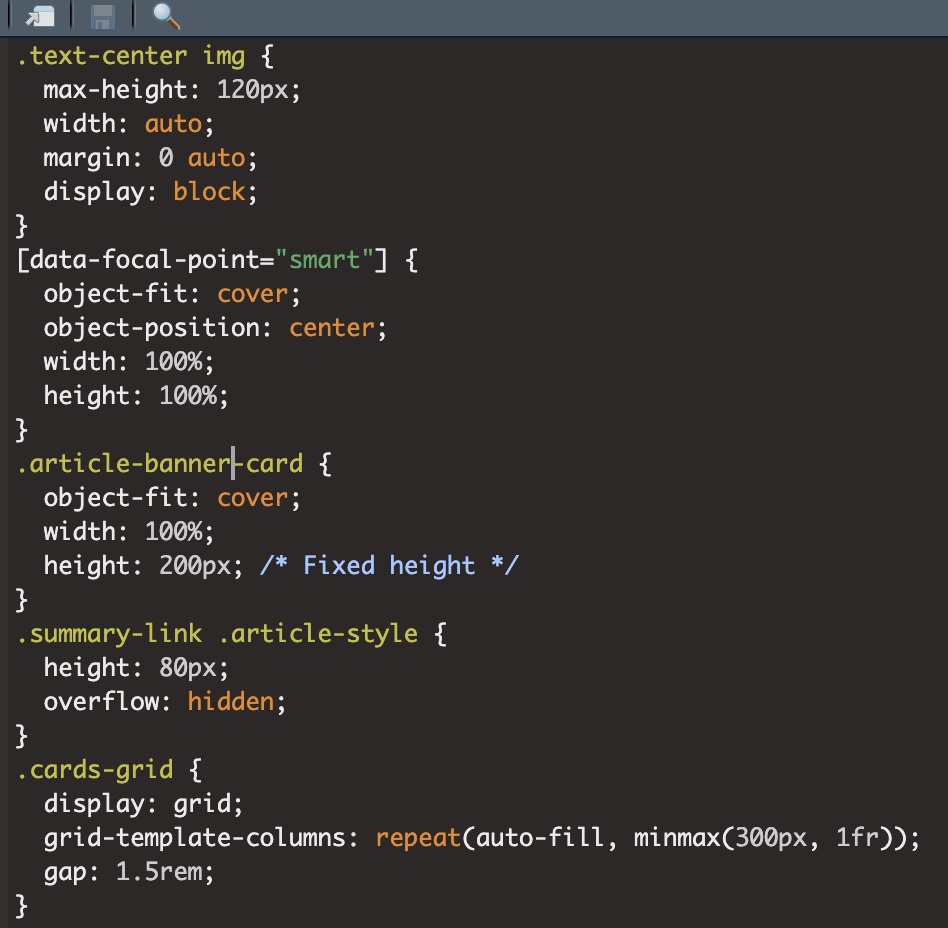 .text-center img {
  max-height: 120px;
  width: auto;
  margin: 0 auto;
  display: block;
}
[data-focal-point="smart"] {
  object-fit: cover;
  object-position: center;
  width: 100%;
  height: 100%;
}
.article-banner-card {
  object-fit: cover;
  width: 100%;
  height: 200px; /* Fixed height */
}
.summary-link .article-style {
  height: 80px;
  overflow: hidden;
}
.cards-grid {
  display: grid;
  grid-template-columns: repeat(auto-fill, minmax(300px, 1fr));
  gap: 1.5rem;
}